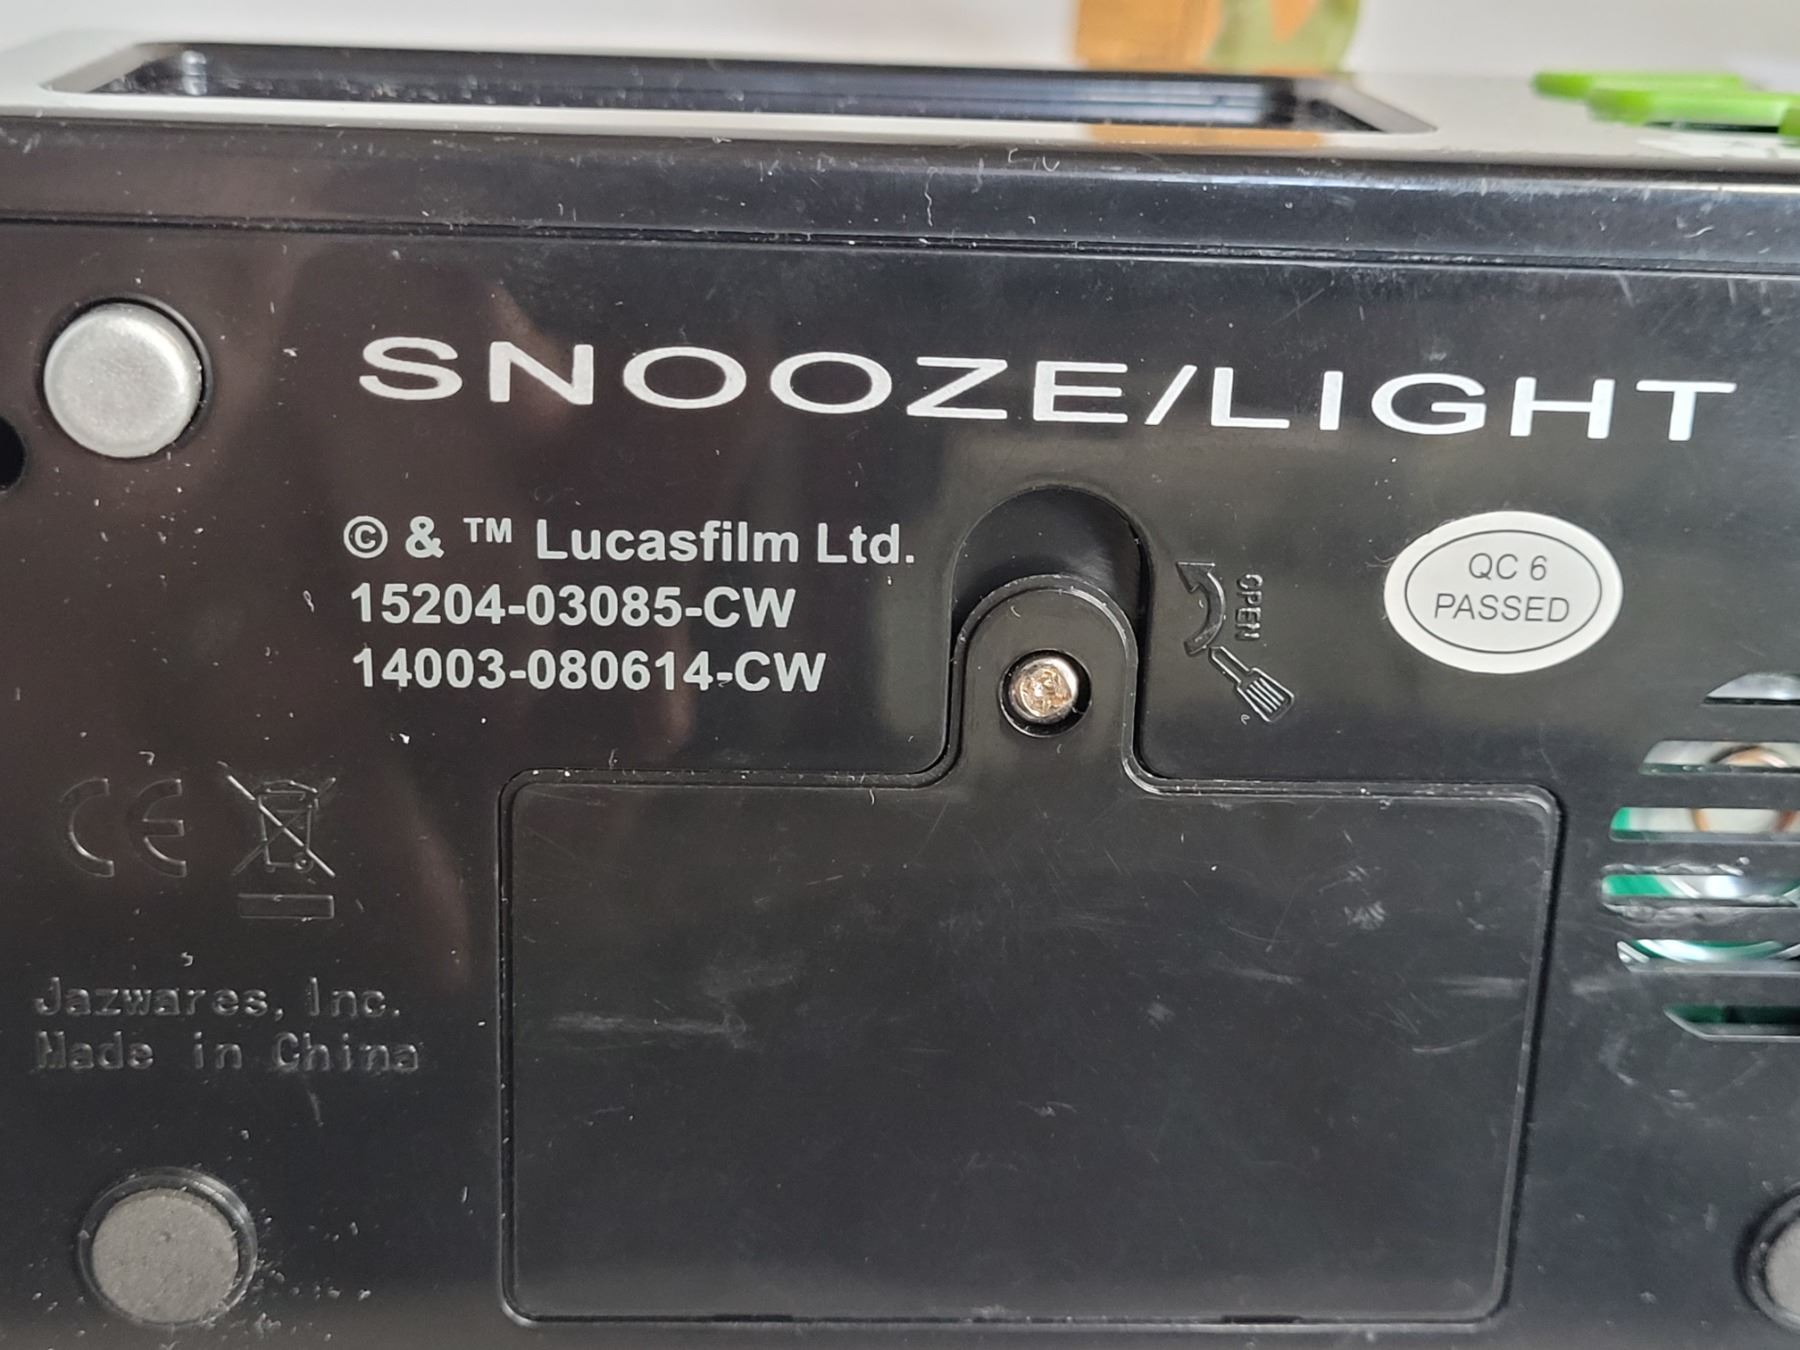 SNOOZE/LIGHT
© & ™ Lucasfilm Ltd.
15204-03085-CW
14003-080614-CW
OPEN
QC 6
PASSED
CE
Jazwares, Inc.
Made in China